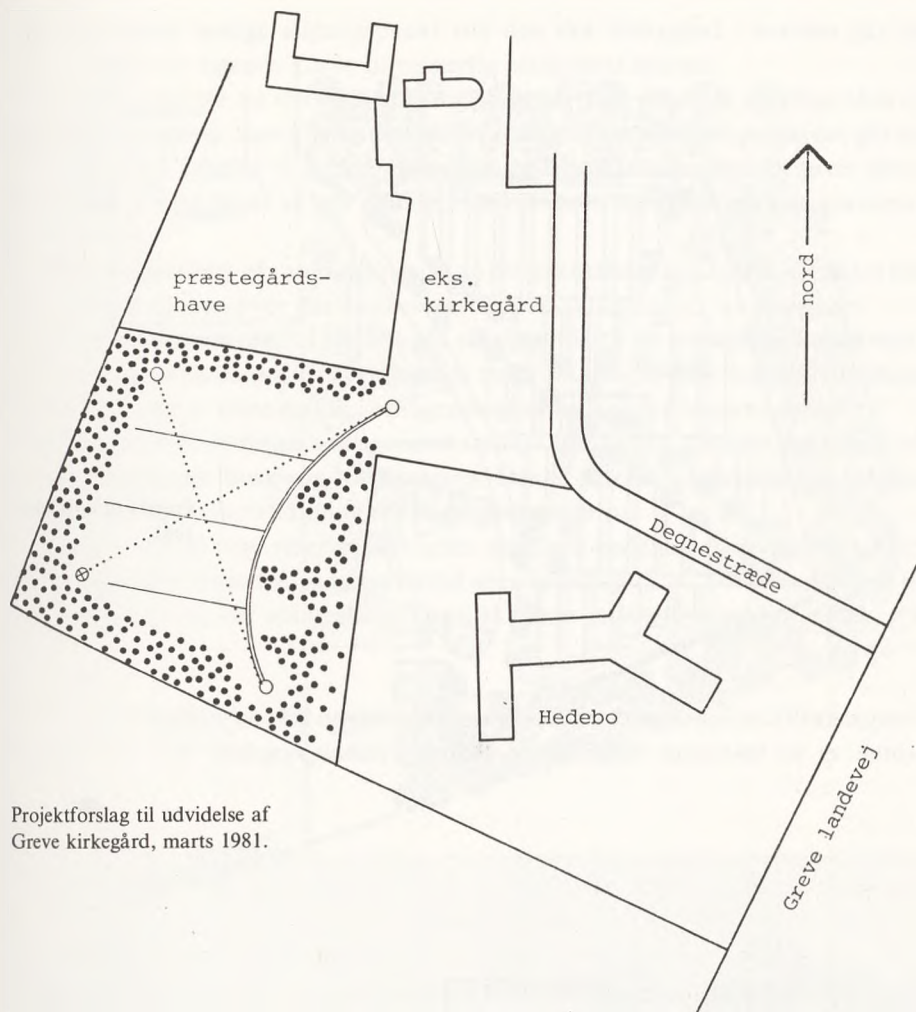 præstegårds-
have
eks.
kirkegård
nord
Degnestræde
Hedebo
Greve landevej
Projektforslag til udvidelse af
Greve kirkegård, marts 1981.